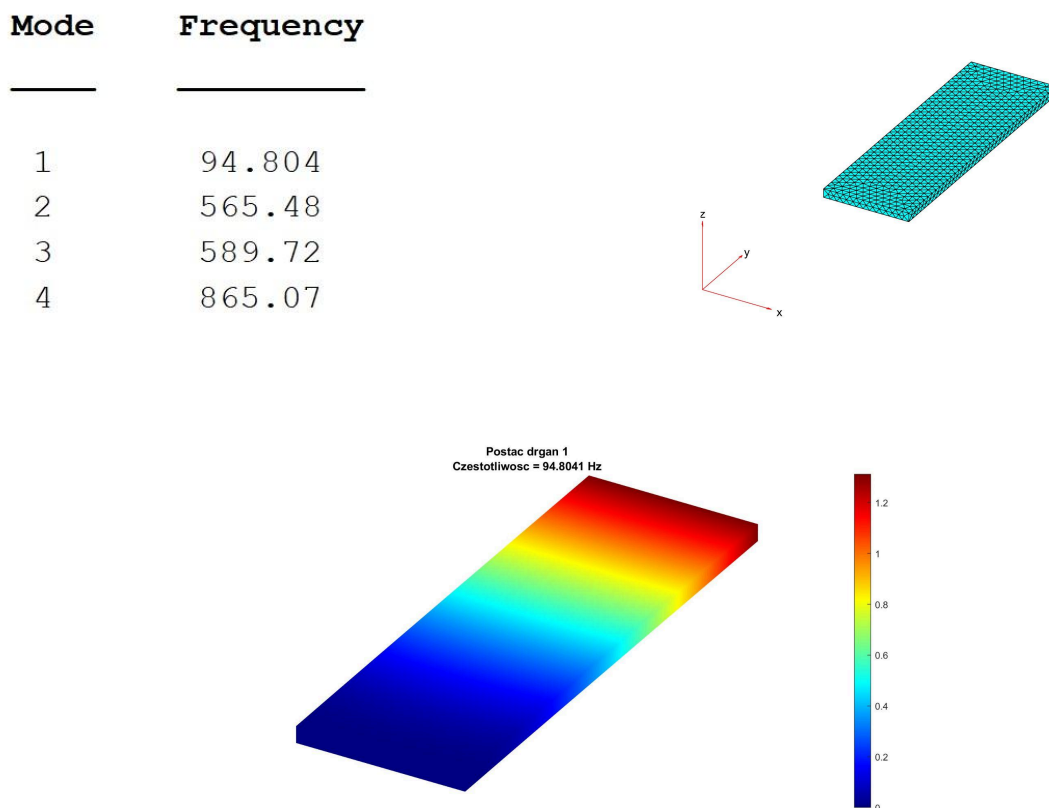 Mode Frequency
1 94.804
2 565.48
3 589.72
4 865.07
z
y
x
Postac drgan 1
Czestotliwosc = 94.8041 Hz
1.2
1
0.8
0.6
0.4
0.2
0